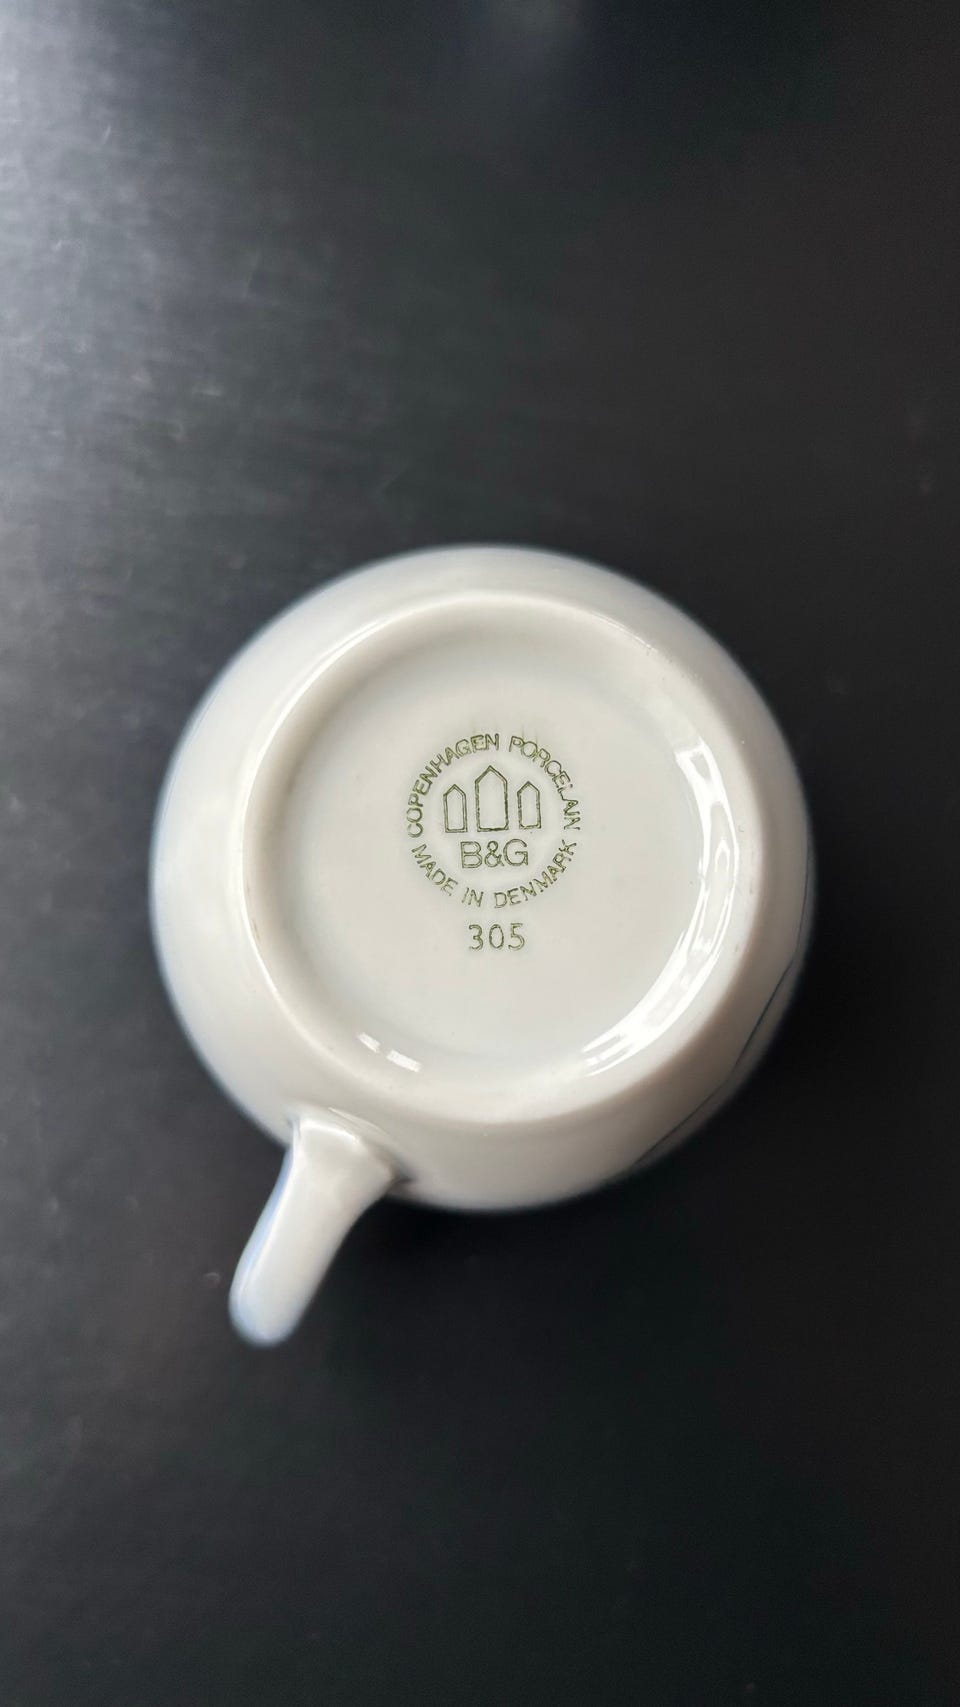 COPENHAGEN PORCELAIN
B&G
MADE IN DENMARK
305